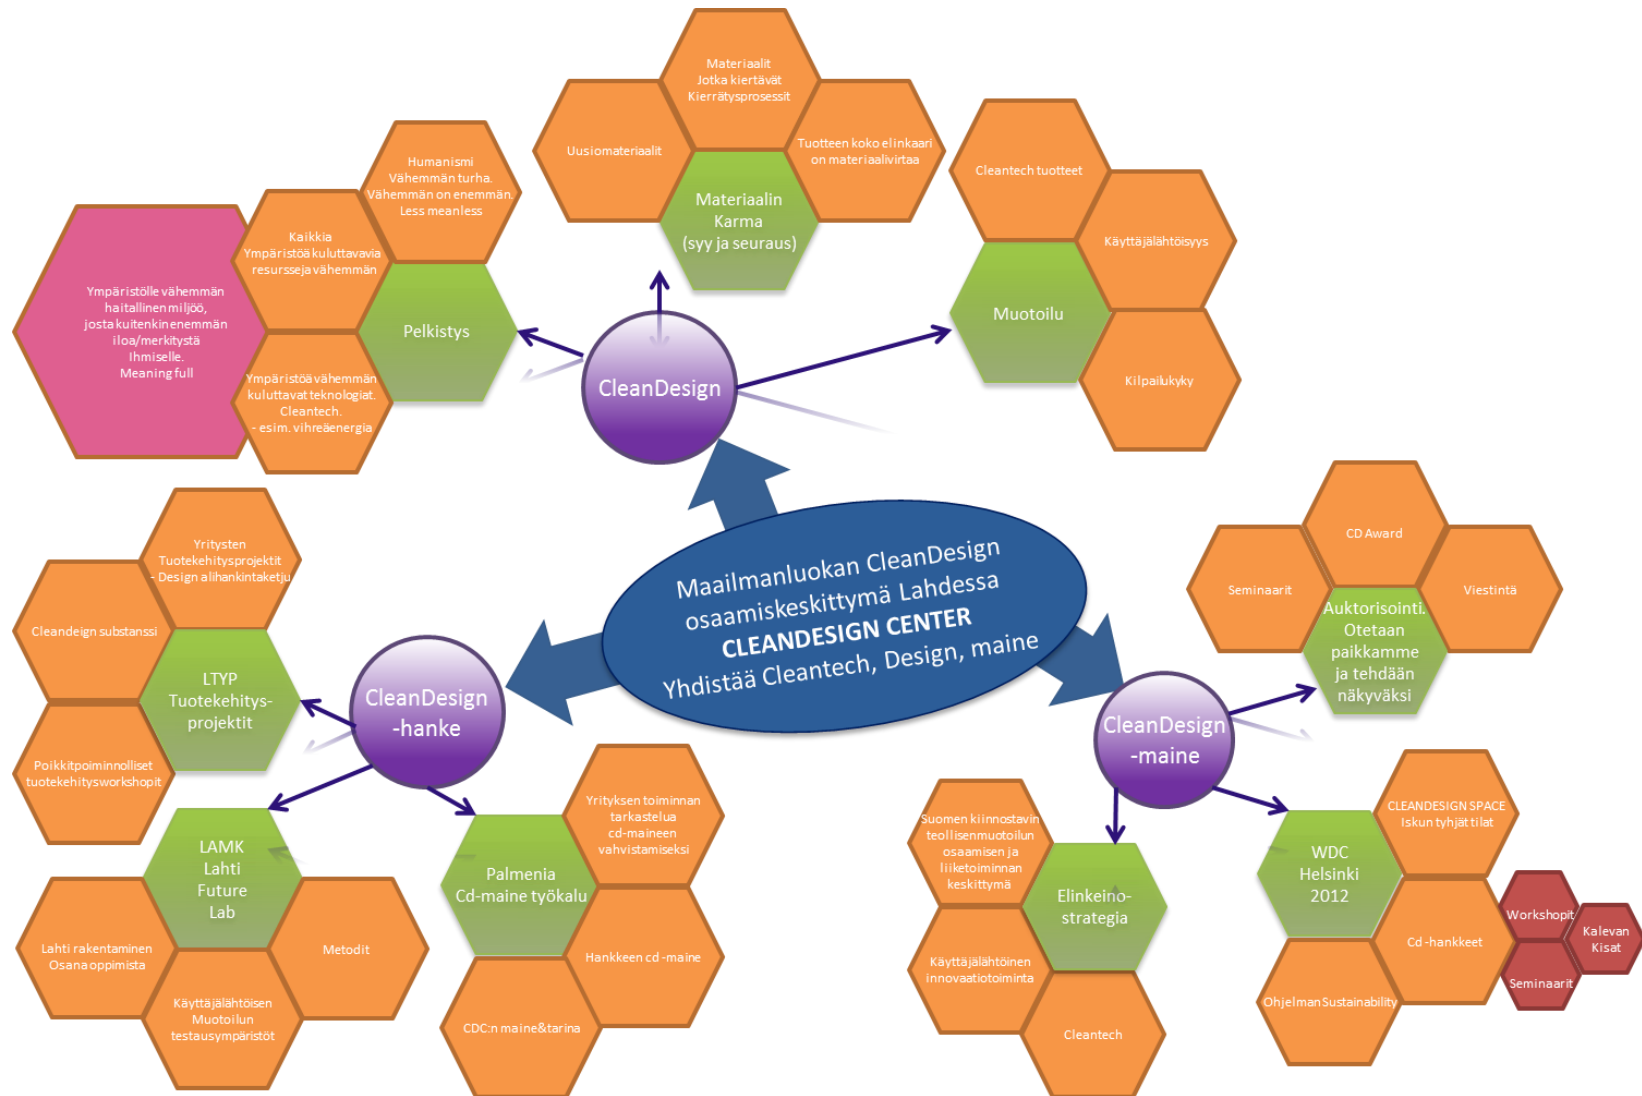 Materiaalit
Jotka kiertävät
Kierrätysprosessit
Uusiomateriaalit
Tuotteen koko elinkaari
on materiaalivirtaa
Materiaalin
Karma
(syy ja seuraus)
Humanismi
Vähemmän turha.
Vähemmän on enemmän.
Less meanless
Kaikkia
Ympäristöä kuluttavavia
resursseja vähemmän
Ympäristölle vähemmän
haitallinen miljöö,
josta kuitenkin enemmän
iloa/merkitystä
Ihmiselle.
Meaning full
Pelkistys
Ympäristöä vähemmän
kuluttavat teknologiat.
Cleantech.
- esim. vihreäenergia
CleanDesign
Cleantech tuotteet
Käyttäjälähtöisyys
Muotoilu
Kilpailukyky
Maailmanluokan CleanDesign
osaamiskeskittymä Lahdessa
CLEANDESIGN CENTER
Yhdistää Cleantech, Design, maine
Yritysten
Tuotekehitysprojektit
- Design alihankintaketju
Cleandeign substanssi
LTYP
Tuotekehitys-
projektit
Poikkitpoiminnolliset
tuotekehitysworkshopit
CleanDesign
-hanke
LAMK
Lahti
Future
Lab
Lahti rakentaminen
Osana oppimista
Metodit
Käyttäjälähtöisen
Muotoilun
testausympäristöt
Yrityksen toiminnan
tarkastelua
cd-maineen
vahvistamiseksi
Palmenia
Cd-maine työkalu
Hankkeen cd -maine
CDC:n maine&tarina
CD Award
Seminaarit
Viestintä
Auktorisointi.
Otetaan
paikkamme
ja tehdään
näkyväksi
CleanDesign
-maine
Suomen kiinnostavin
teollisenmuotoilun
osaamisen ja
liiketoiminnan
keskittymä
Elinkeino-
strategia
Käyttäjälähtöinen
innovaatiotoiminta
Cleantech
CLEANDESIGN SPACE
Iskun tyhjät tilat
WDC
Helsinki
2012
Cd -hankkeet
Ohjelman Sustainability
Workshopit
Kalevan
Kisat
Seminaarit